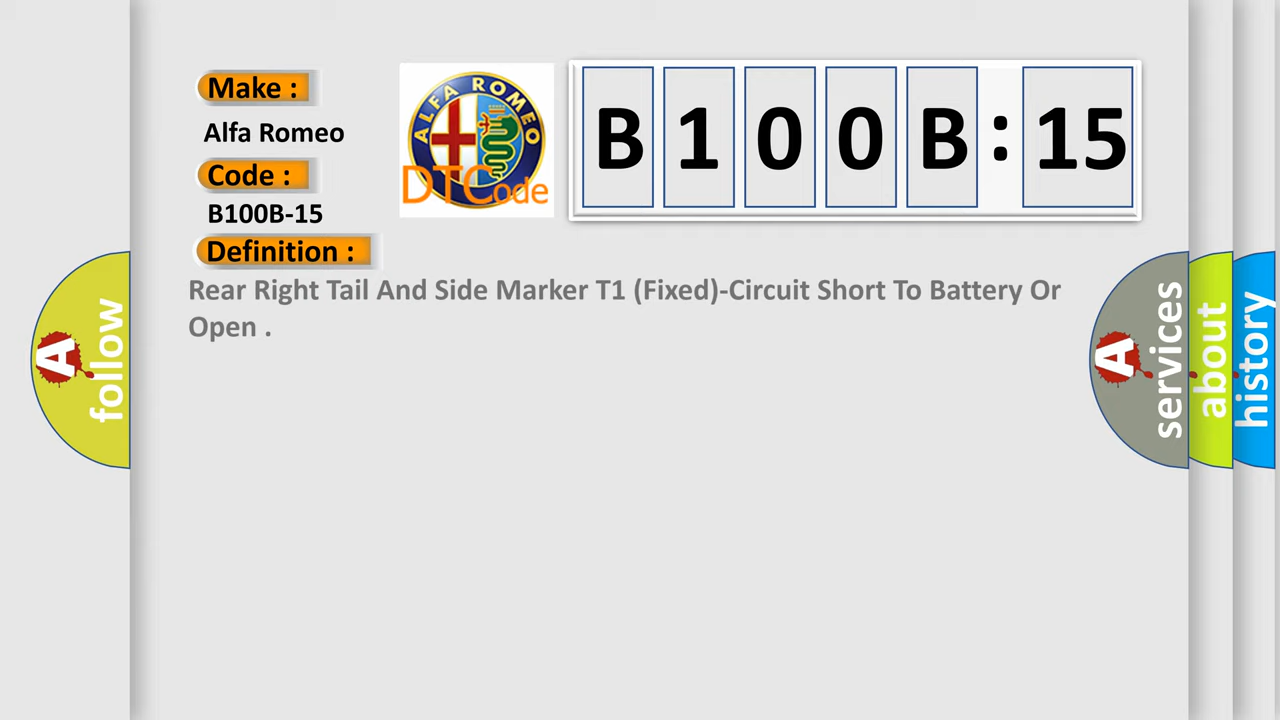 Make :
Alfa Romeo
Code :
B100B-15
Definition :
Rear Right Tail And Side Marker T1 (Fixed)-Circuit Short To Battery Or
Open .
ALFA ROMEO
DTCode
B 1 0 0 B : 15
A
follow
A
services
about
history